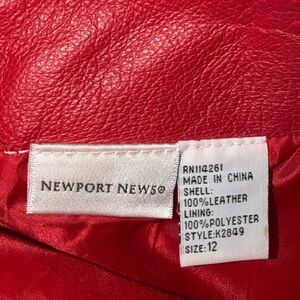 NEWPORT NEWS®
RN114261
MADE IN CHINA
SHELL:
100%LEATHER
LINING:
100%POLYESTER
STYLE:K2849
SIZE:12